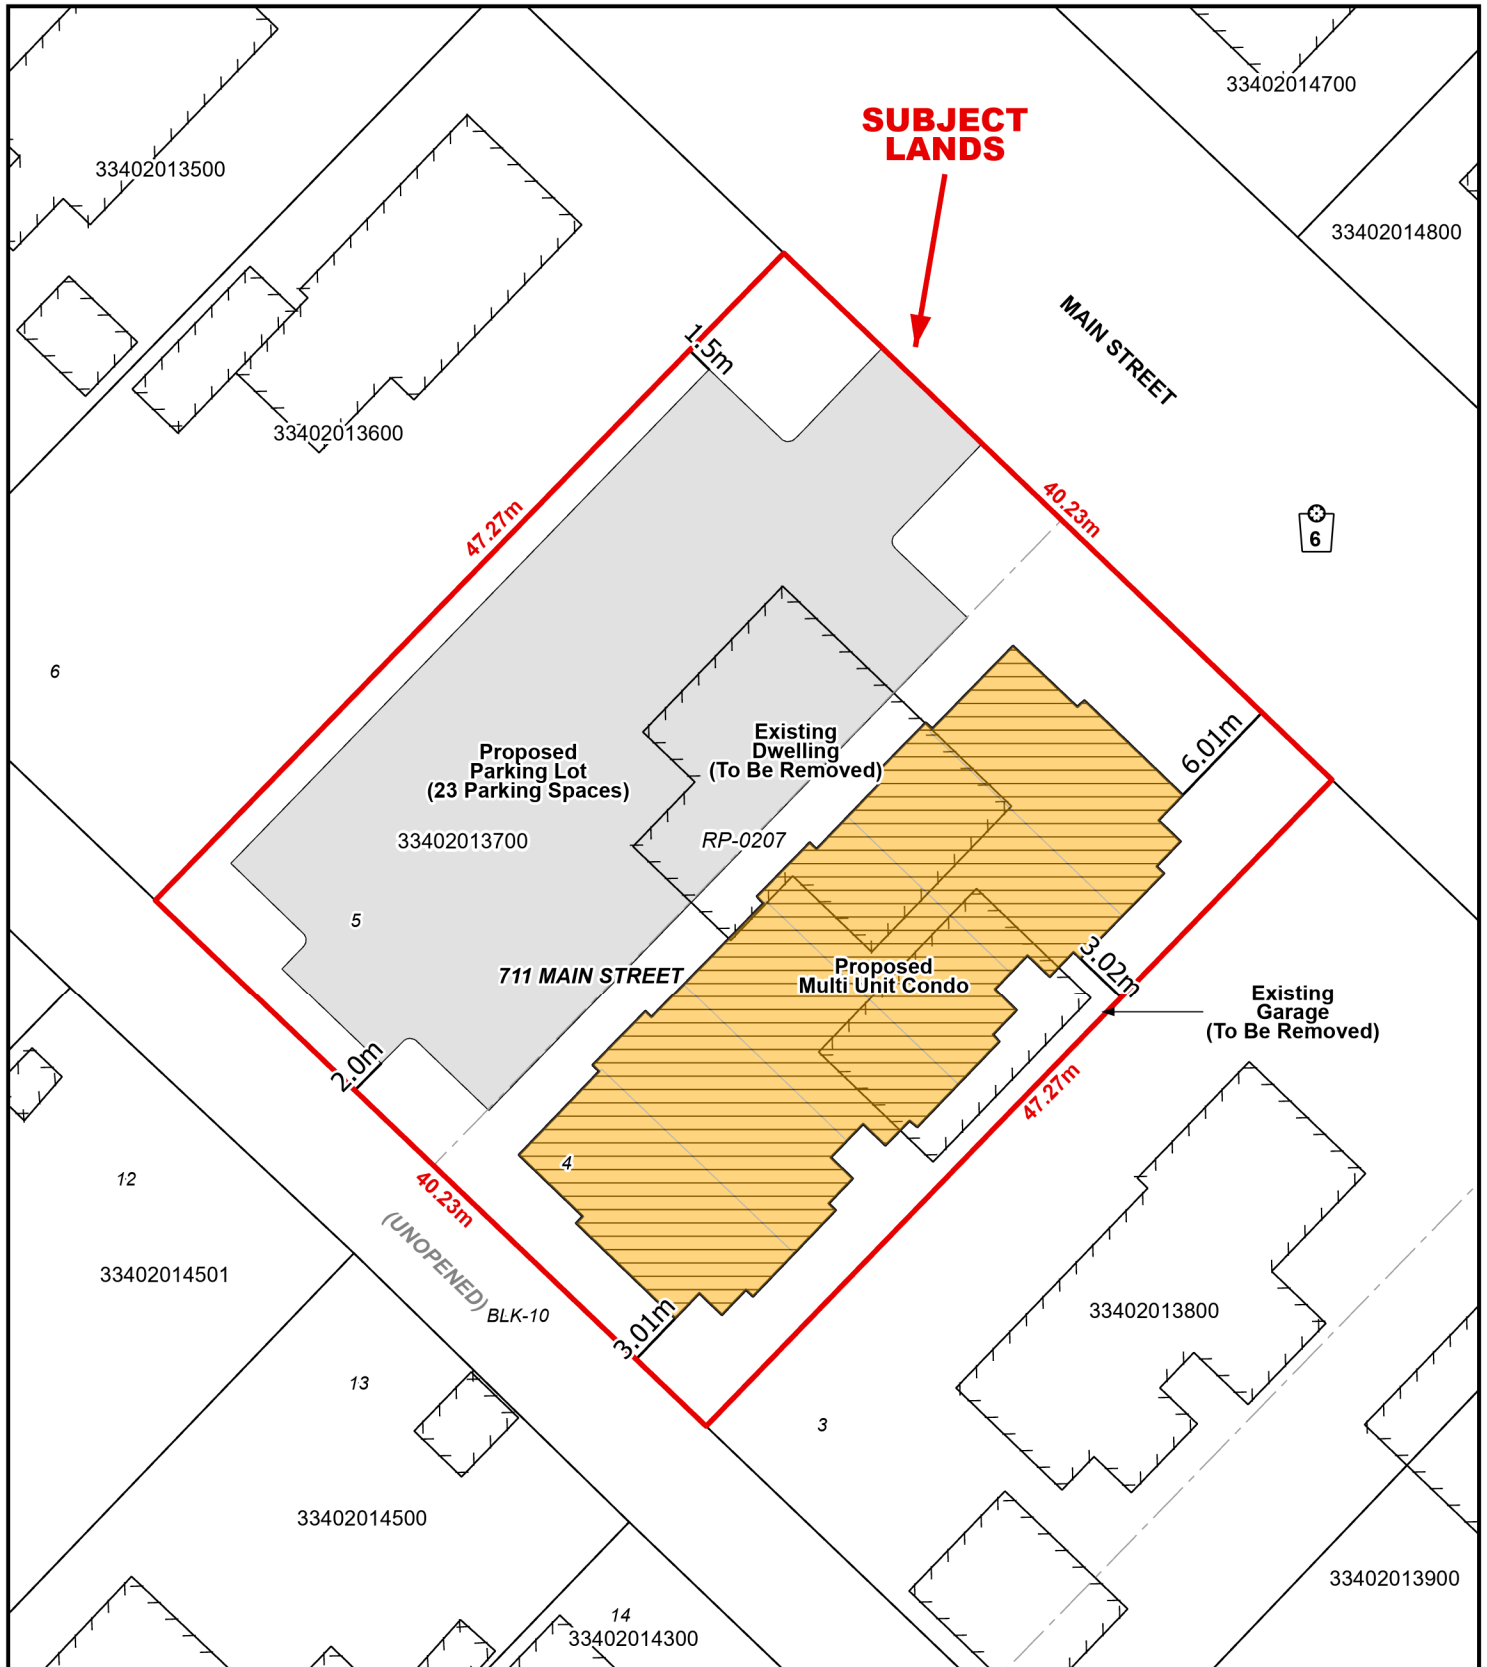 33402014700
SUBJECT
LANDS
33402013500
33402014800
MAIN STREET
1.5m
33402013600
47.27m
40.23m
6
6
6.01m
Existing
Dwelling
(To Be Removed)
Proposed
Parking Lot
(23 Parking Spaces)
33402013700
RP-0207
5
711 MAIN STREET
Proposed
Multi Unit Condo
3.02m
Existing
Garage
(To Be Removed)
2.0m
47.27m
4
12
40.23m
(UNOPENED)
33402014501
BLK-10
3.01m
33402013800
13
3
33402014500
33402013900
14
33402014300